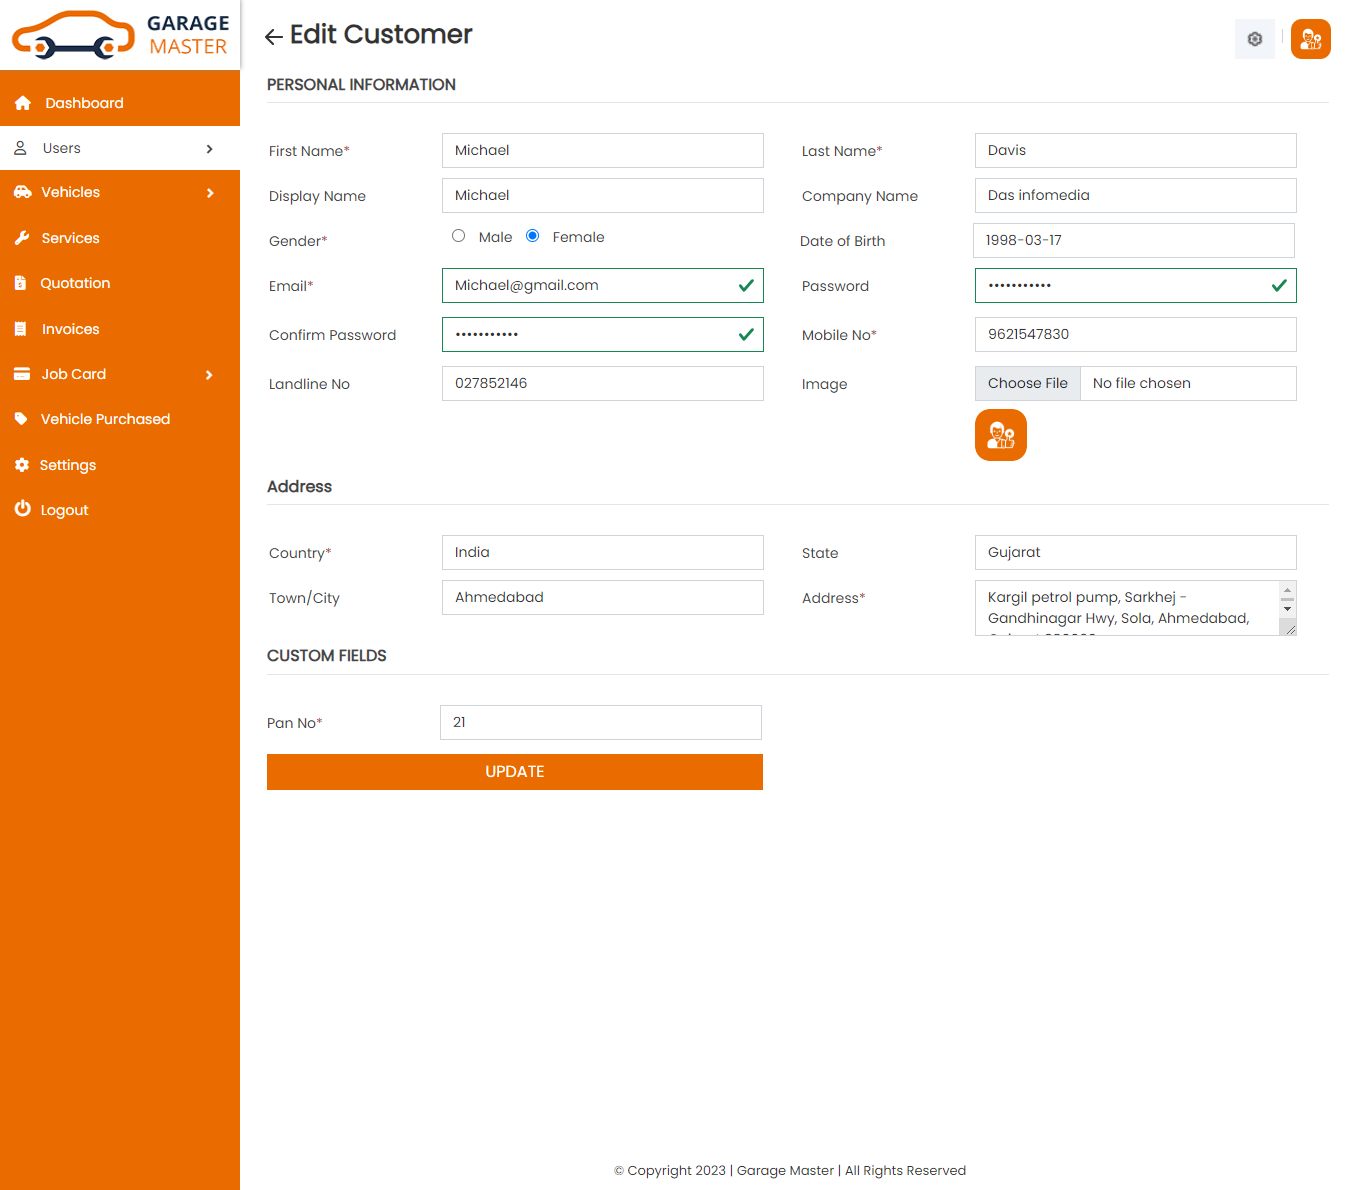 GARAGE
MASTER
Dashboard
Users
Vehicles
Services
Quotation
Invoices
Job Card
Vehicle Purchased
Settings
Logout
Edit Customer
PERSONAL INFORMATION
First Name* Michael Last Name* Davis
Display Name Michael Company Name Das infomedia
Gender* Male Female Date of Birth 1998-03-17
Email* Michael@gmail.com Password •••••••••••
Confirm Password ••••••••••• Mobile No* 9621547830
Landline No 027852146 Image Choose File No file chosen
Address
Country* India State Gujarat
Town/City Ahmedabad Address* Kargil petrol pump, Sarkhej -
Gandhinagar Hwy, Sola, Ahmedabad,
CUSTOM FIELDS
Pan No* 21
UPDATE
© Copyright 2023 | Garage Master | All Rights Reserved